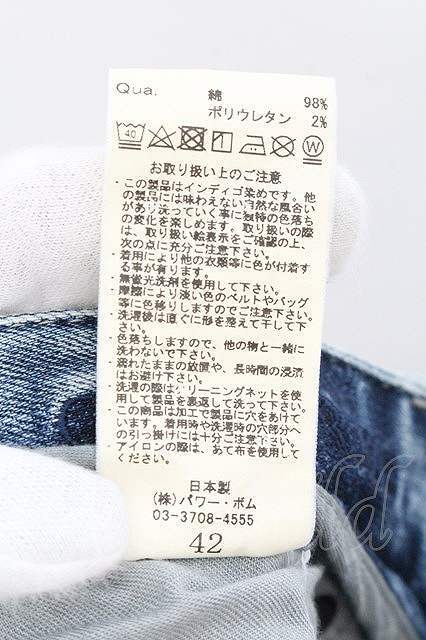 Qua.
綿 98%
ポリウレタン 2%
40
W
お取り扱い上のご注意
・この製品はインディゴ染めです。他
の製品には味わえない自然な風合い
があり洗っていく事に独特の色落ち
の変化を楽しめます。取り扱いの際
は、取り扱い絵表示をご確認の上、
次の点に充分ご注意下さい。
・着用により他の衣類等に色が付着す
る事が有ります。
・無蛍光洗剤を使用して下さい。
・摩擦により淡い色のベルトやバッグ
等に色移りしますのでご注意下さい。
・洗濯後は直ぐに形を整えて干して下
さい。
・色落ちしますので、他の物と一緒に
洗わないで下さい。
・濡れたままの放置や、長時間の浸漬
はお避け下さい。
・洗濯の際はクリーニングネットを使
用して製品を裏返して洗って下さい。
・この商品は加工で製品に穴をあけて
います。着用時や洗濯時の穴部分へ
の引っ掛けには十分ご注意下さい。
・アイロンの際は、あて布を使用して
ください。
日本製
(株)パワー・ボム
03-3708-4555
42